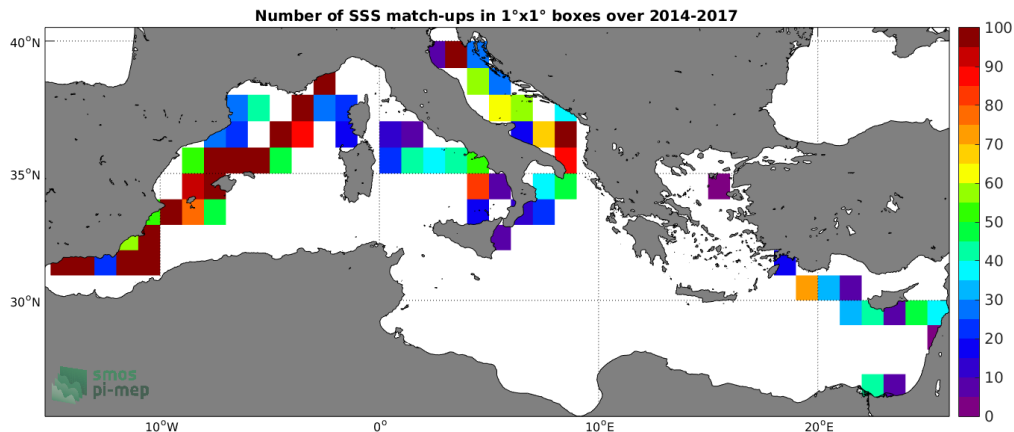 Number of SSS match-ups in 1°x1° boxes over 2014-2017
40°N
35°N
30°N
10°W
0°
10°E
20°E
100
90
80
70
60
50
40
30
20
10
0
smos
pi-mep